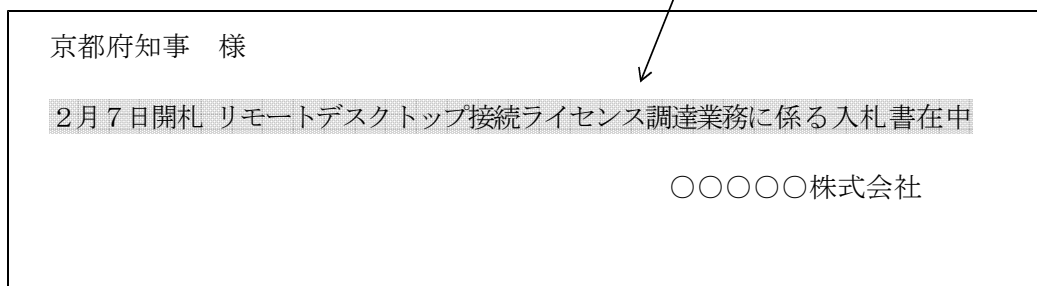 京都府知事　様
２月７日開札 リモートデスクトップ接続ライセンス調達業務に係る入札書在中
○○○○○株式会社